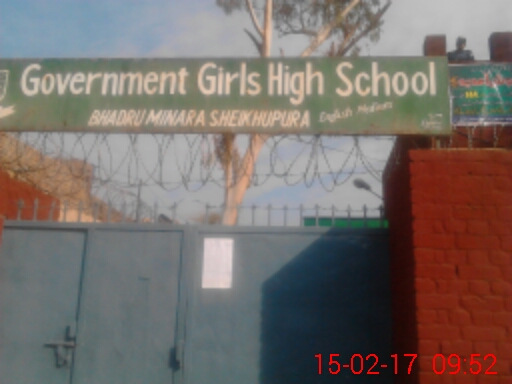 Government Girls High School
BHADRU MINARA SHEIKHUPURA English Medium
15-02-17 09:52